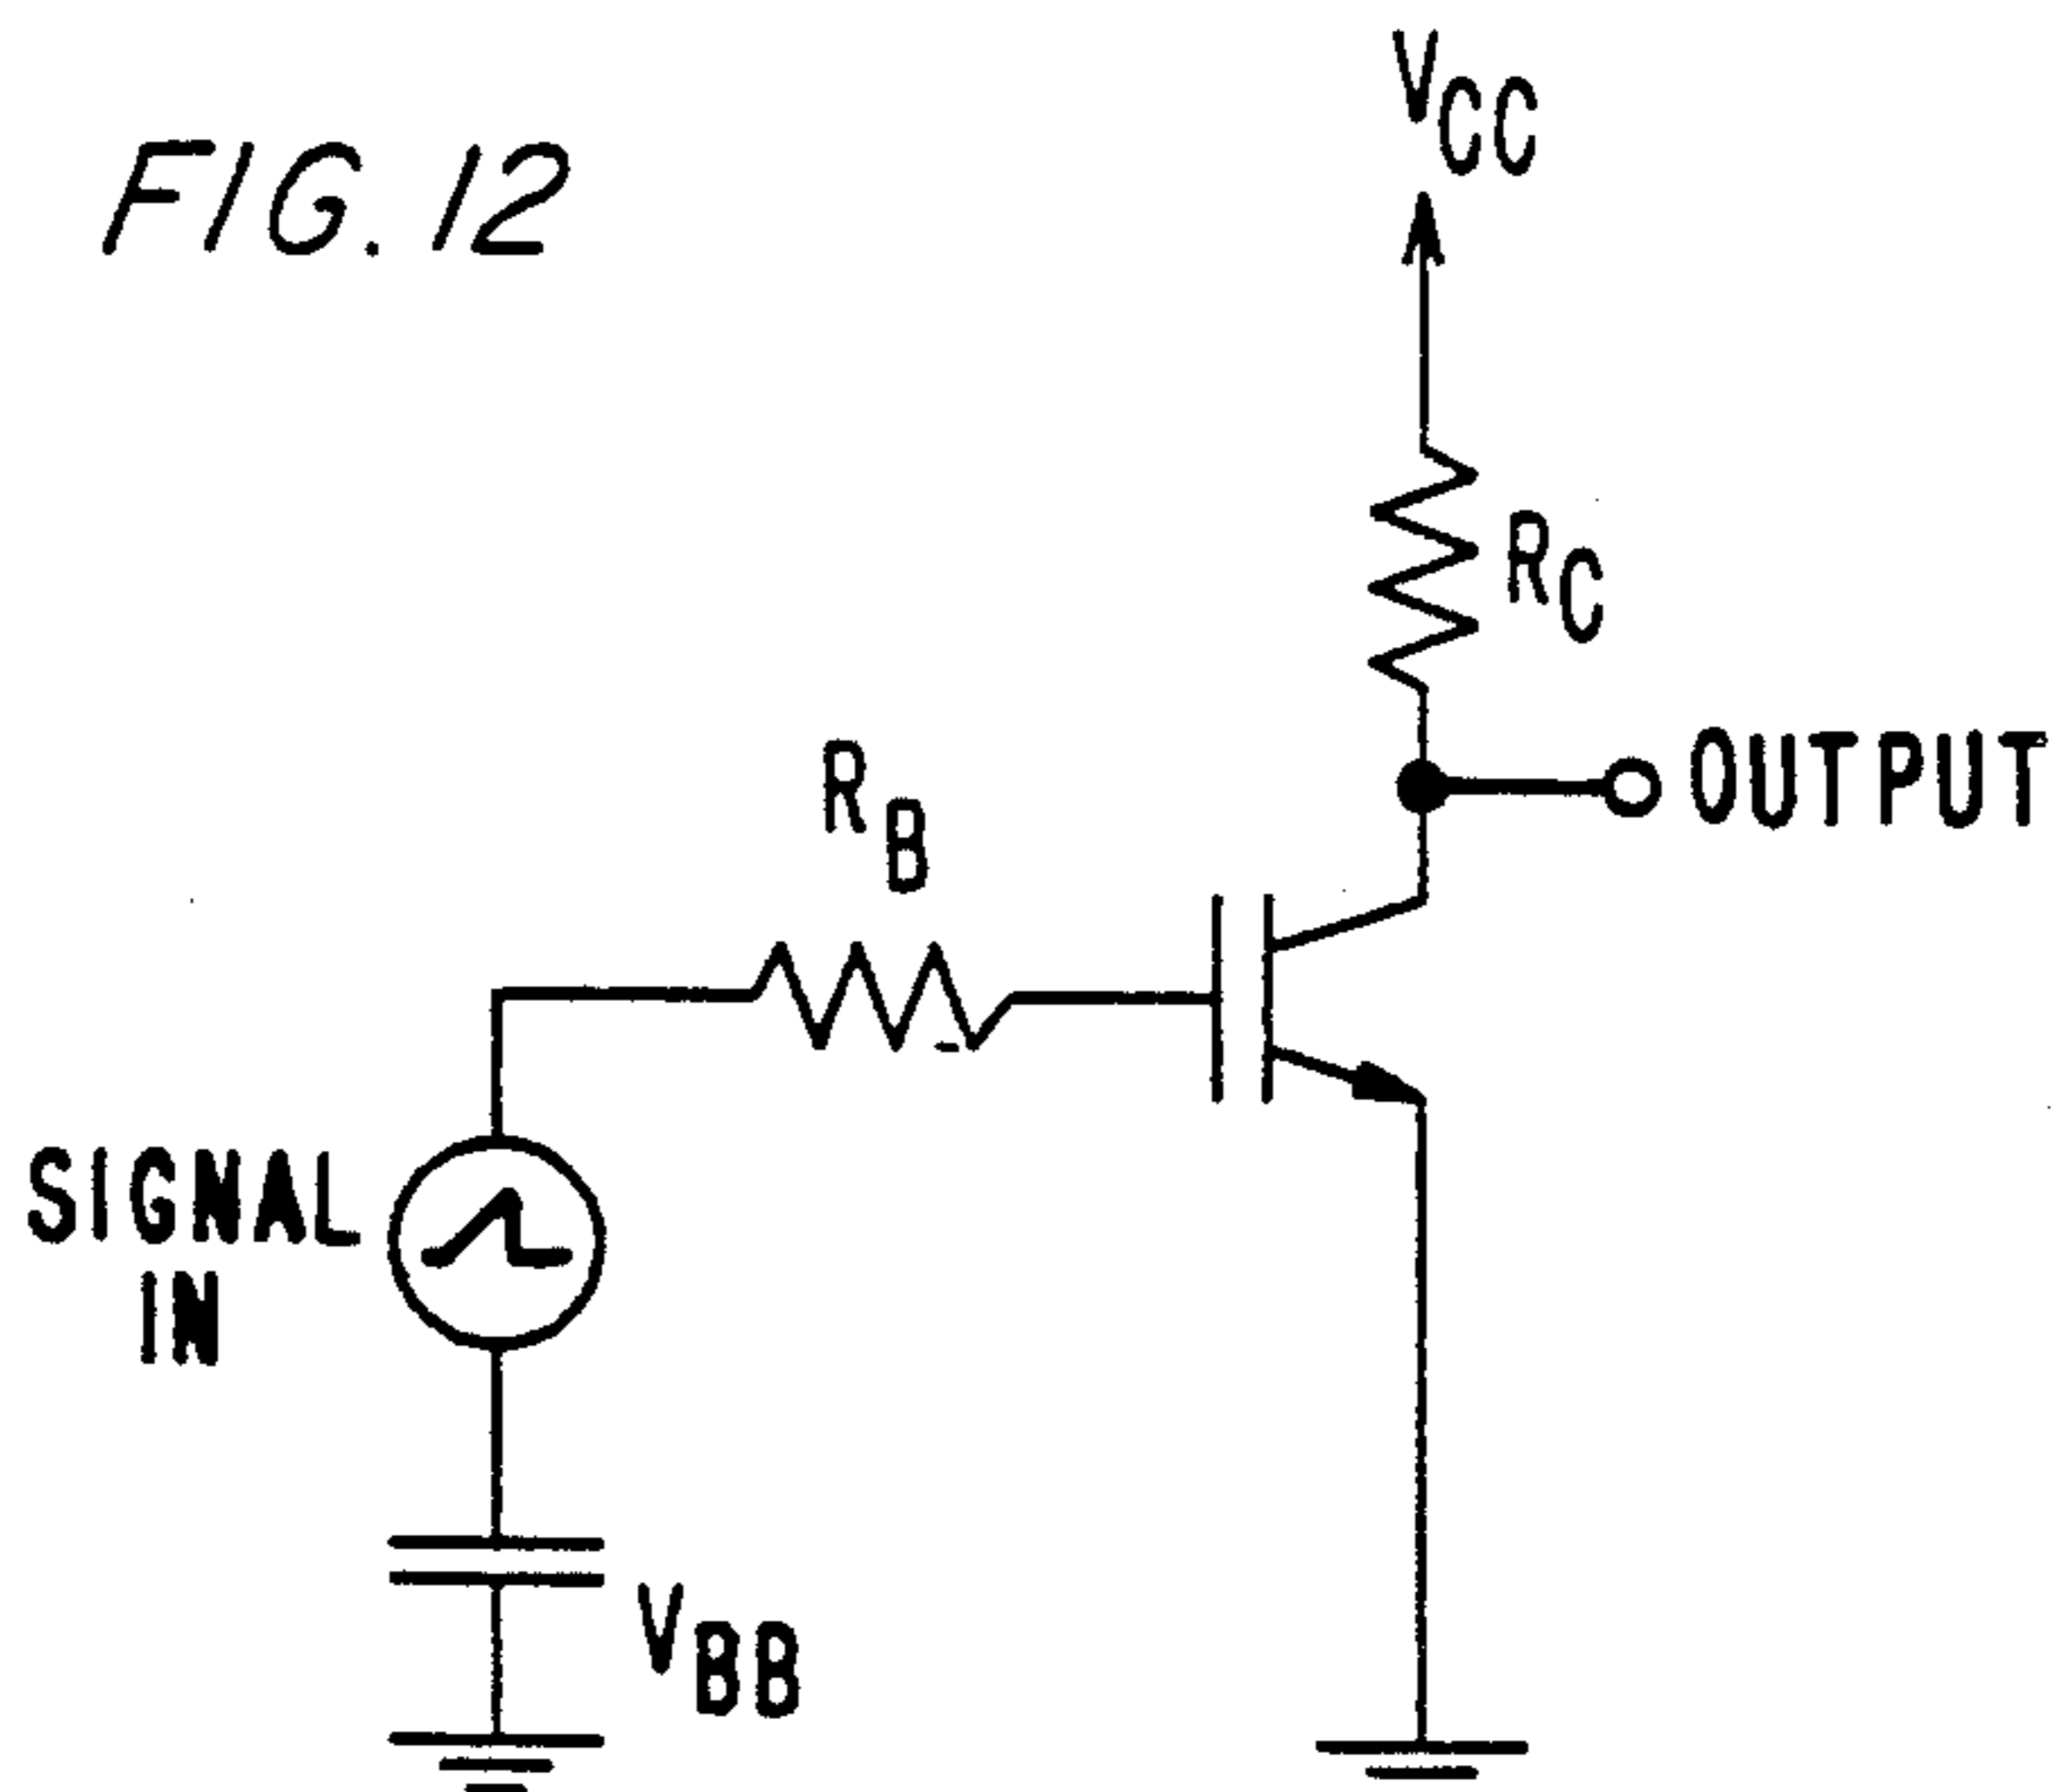 FIG. 12
VCC
RC
OUTPUT
RB
SIGNAL
IN
VBB